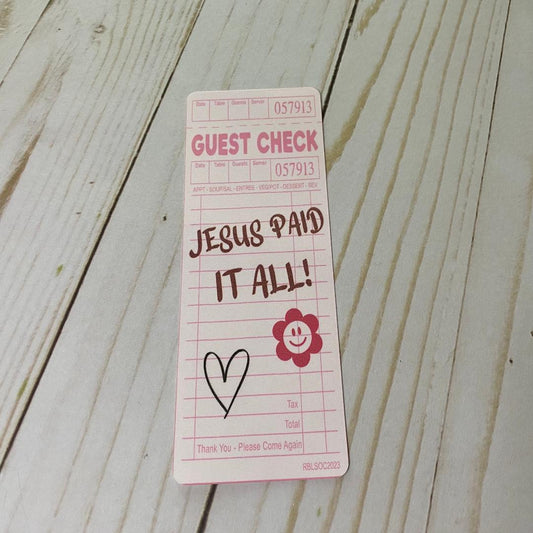 Date Table Guests Server 057913
GUEST CHECK
Date Table Guests Server 057913
APPT - SOUP/SAL - ENTREE - VEG/POT - DESSERT - BEV
JESUS PAID
IT ALL!
Tax
Total
Thank You - Please Come Again
RBLSOC2023